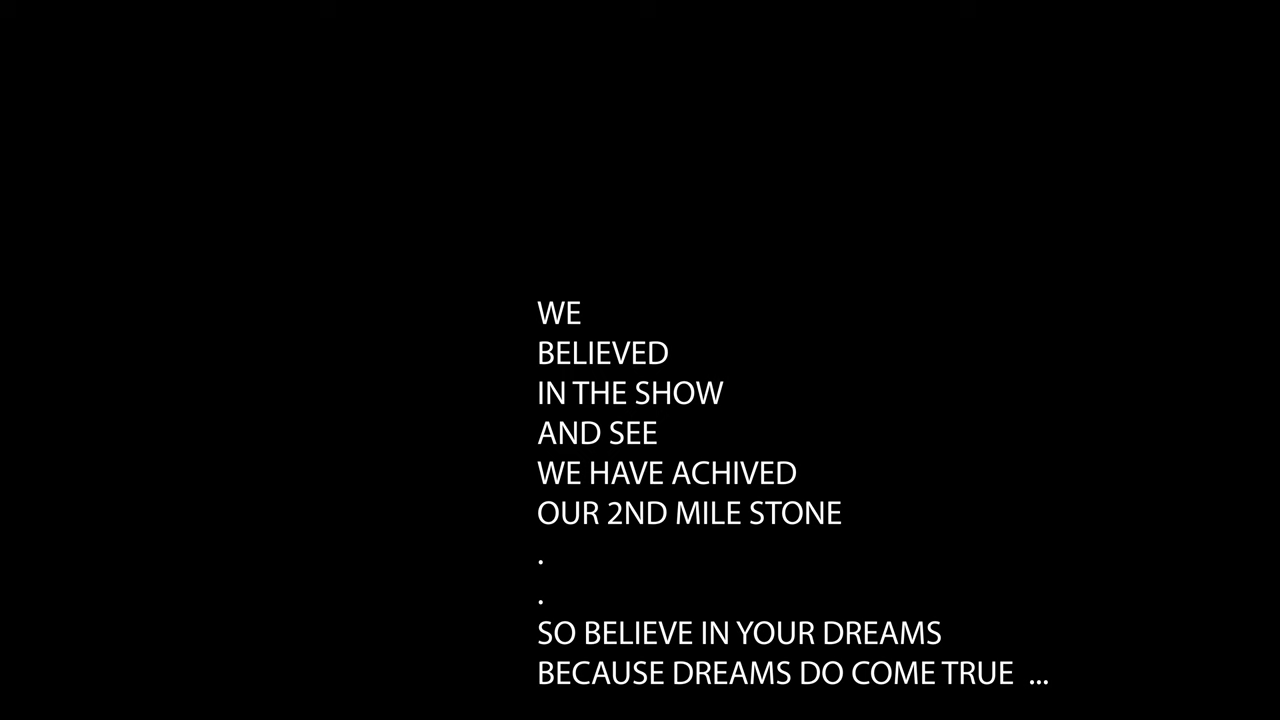 WE
BELIEVED
IN THE SHOW
AND SEE
WE HAVE ACHIVED
OUR 2ND MILE STONE
.
.
SO BELIEVE IN YOUR DREAMS
BECAUSE DREAMS DO COME TRUE ...